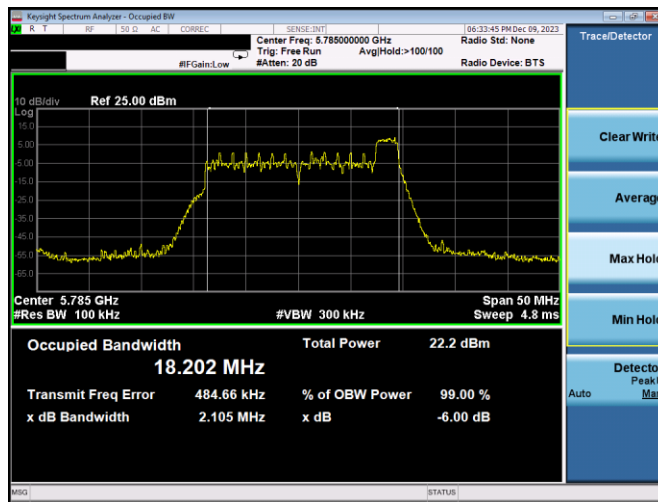 Keysight Spectrum Analyzer - Occupied BW
LXI R T RF 50 Ω AC CORREC SENSE:INT 06:33:45 PM Dec 09, 2023
Center Freq: 5.785000000 GHz Radio Std: None
Trig: Free Run Avg|Hold:>100/100
#IFGain:Low #Atten: 20 dB Radio Device: BTS
Trace/Detector
10 dB/div Ref 25.00 dBm
Log
15.0
5.00
-5.00
-15.0
-25.0
-35.0
-45.0
-55.0
-65.0
Center 5.785 GHz Span 50 MHz
#Res BW 100 kHz #VBW 300 kHz Sweep 4.8 ms
Occupied Bandwidth Total Power 22.2 dBm
18.202 MHz
Transmit Freq Error 484.66 kHz % of OBW Power 99.00 %
x dB Bandwidth 2.105 MHz x dB -6.00 dB
Clear Write
Average
Max Hold
Min Hold
Detecto
Peak
Auto Ma
MSG STATUS